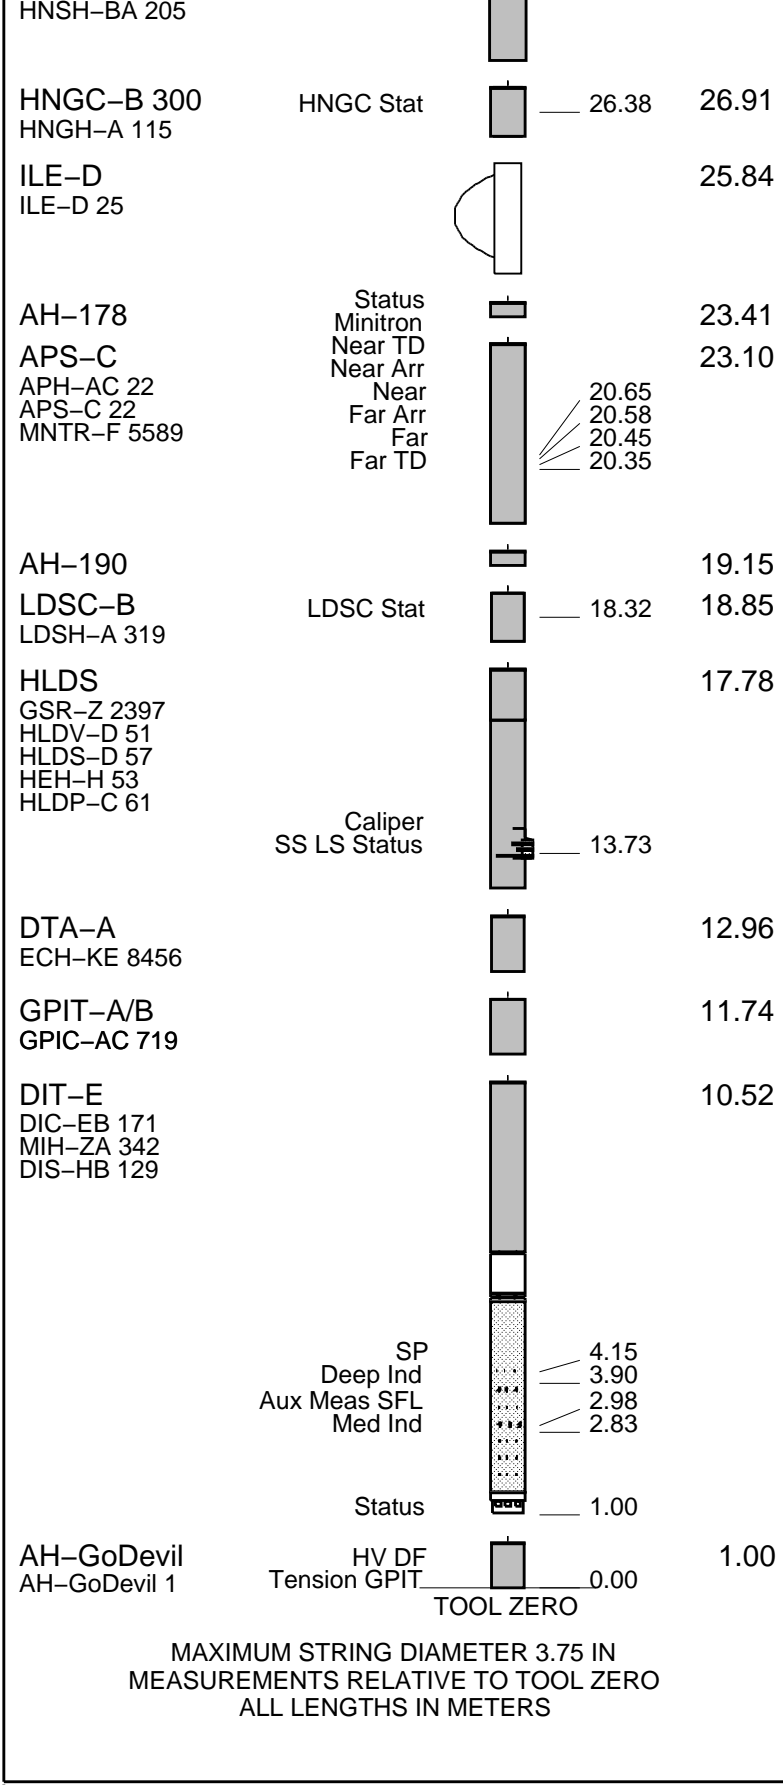 HNSH−BA 205
HNGC−B 300 HNGC Stat 26.38 26.91
HNGH−A 115
ILE−D 25.84
ILE−D 25
AH−178 23.41
Status
Minitron
APS−C 23.10
APH−AC 22
APS−C 22
MNTR−F 5589
Near TD
Near Arr
Near 20.65
Far Arr 20.58
Far 20.45
Far TD 20.35
AH−190 19.15
LDSC−B LDSC Stat 18.32 18.85
LDSH−A 319
HLDS 17.78
GSR−Z 2397
HLDV−D 51
HLDS−D 57
HEH−H 53
HLDP−C 61
Caliper
SS LS Status 13.73
DTA−A 12.96
ECH−KE 8456
GPIT−A/B 11.74
GPIC−AC 719
DIT−E 10.52
DIC−EB 171
MIH−ZA 342
DIS−HB 129
SP 4.15
Deep Ind 3.90
Aux Meas SFL 2.98
Med Ind 2.83
Status 1.00
AH−GoDevil HV DF 1.00
AH−GoDevil 1 Tension GPIT 0.00
TOOL ZERO
MAXIMUM STRING DIAMETER 3.75 IN
MEASUREMENTS RELATIVE TO TOOL ZERO
ALL LENGTHS IN METERS